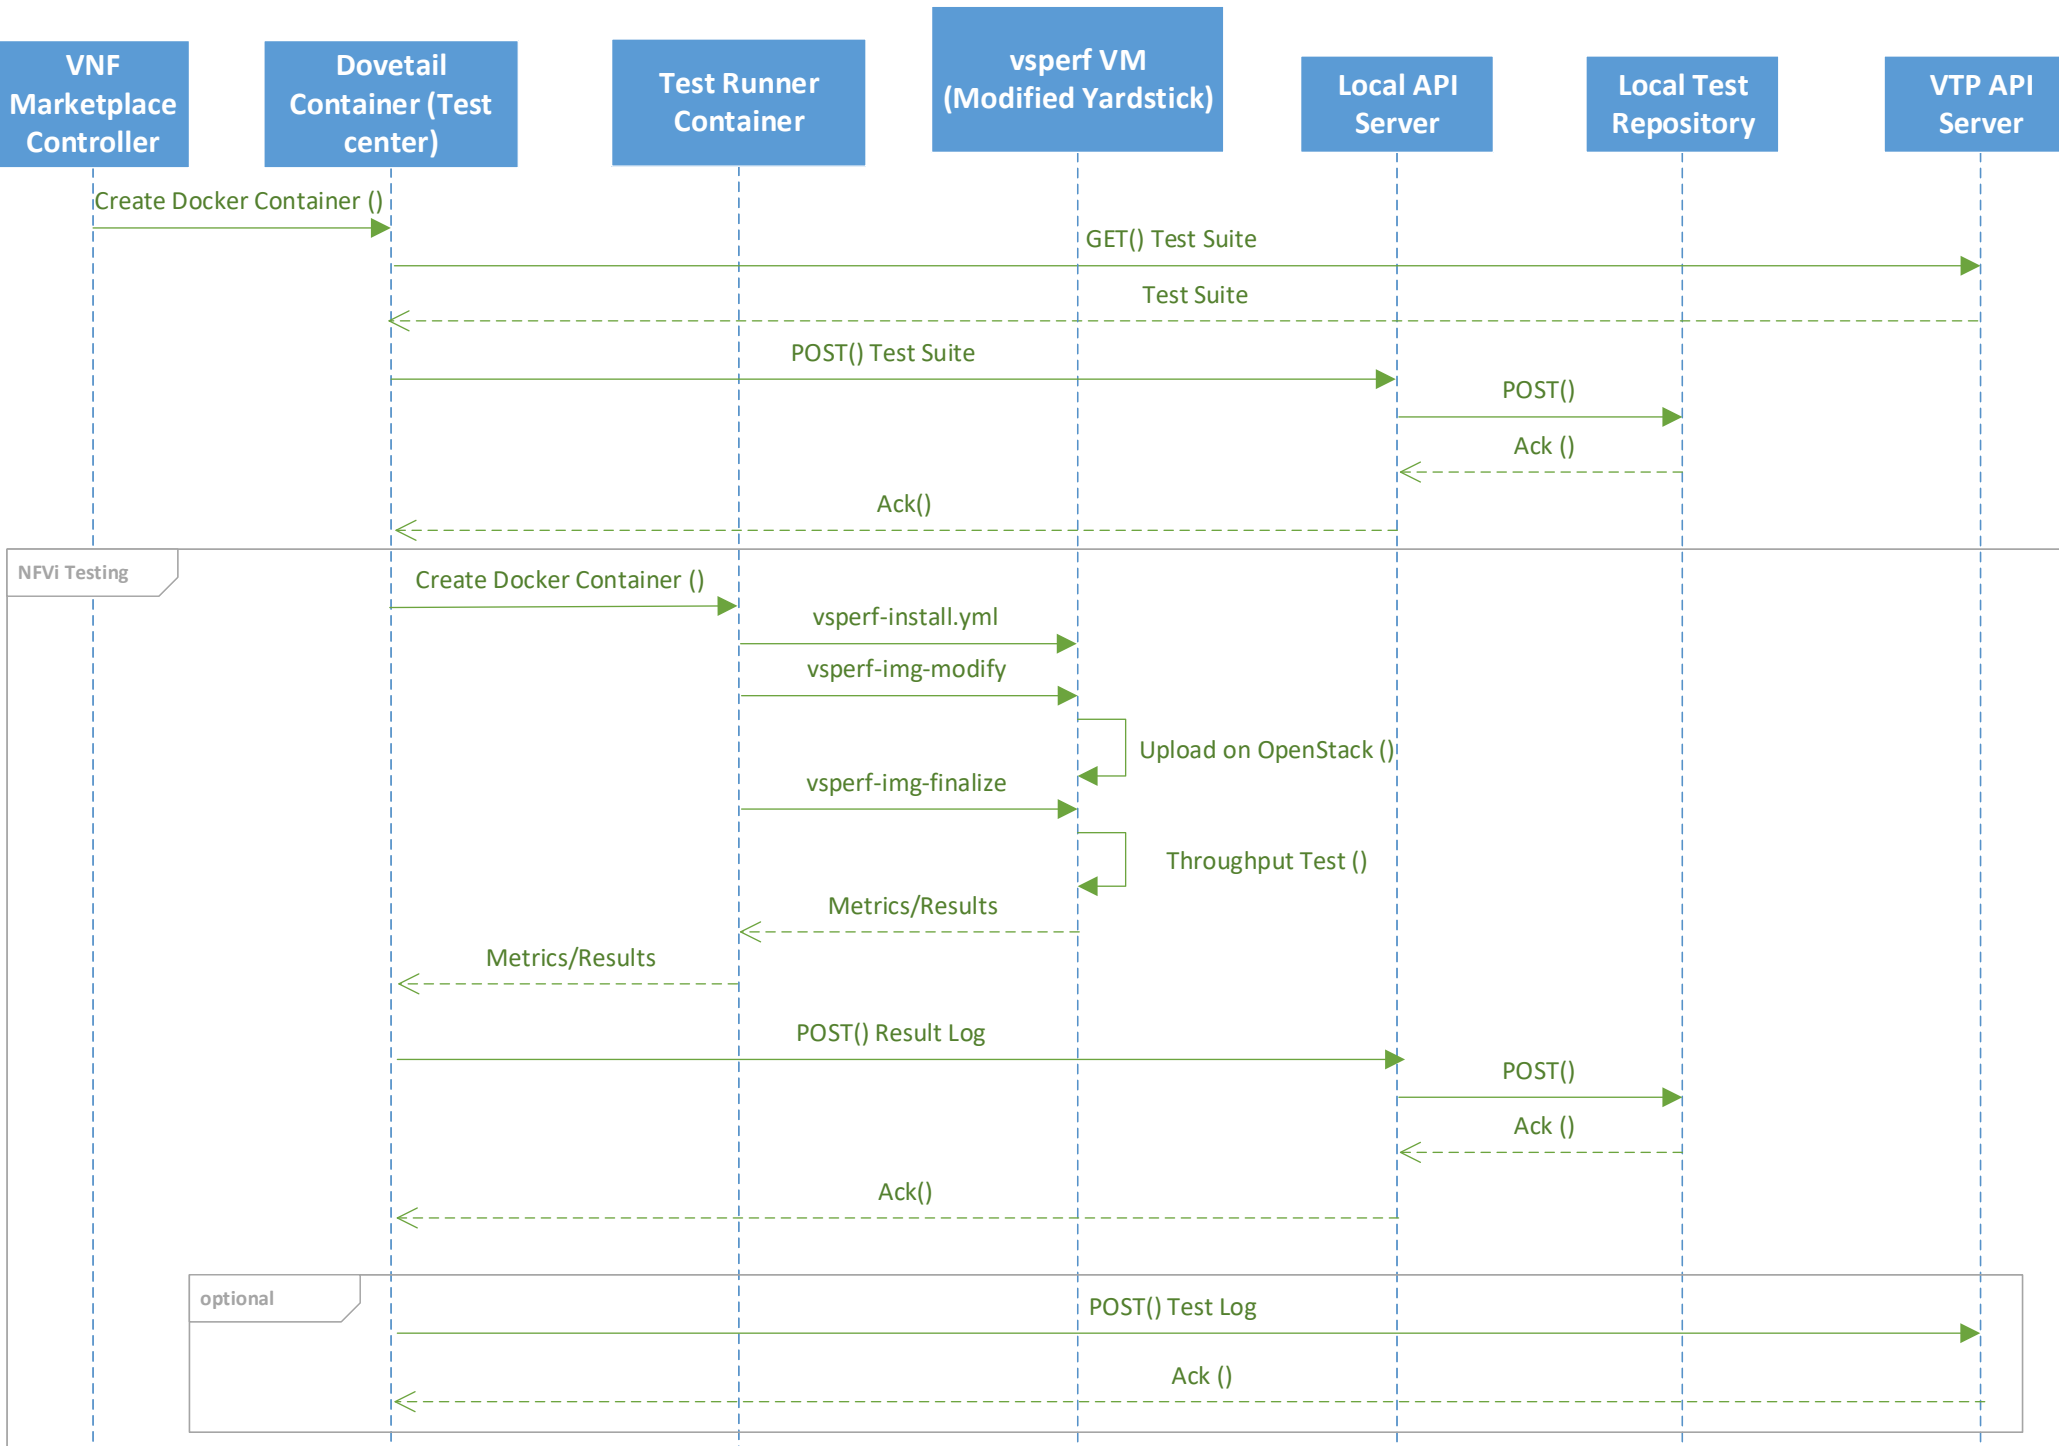 VNF
Marketplace
Controller
Dovetail
Container (Test
center)
Test Runner
Container
vsperf VM
(Modified Yardstick)
Local API
Server
Local Test
Repository
VTP API
Server
Create Docker Container ()
GET() Test Suite
Test Suite
POST() Test Suite
POST()
Ack ()
Ack()
NFVi Testing
Create Docker Container ()
vsperf-install.yml
vsperf-img-modify
Upload on OpenStack ()
vsperf-img-finalize
Throughput Test ()
Metrics/Results
Metrics/Results
POST() Result Log
POST()
Ack ()
Ack()
optional
POST() Test Log
Ack ()